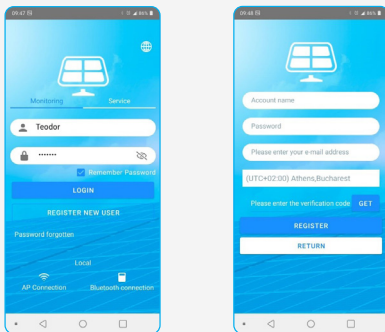 09:47
86%
Monitoring
Service
Teodor
Remember Password
LOGIN
REGISTER NEW USER
Password forgotten
Local
AP Connection
Bluetooth connection
09:48
86%
Account name
Password
Please enter your e-mail address
(UTC+02:00) Athens,Bucharest
Please enter the verification code
GET
REGISTER
RETURN